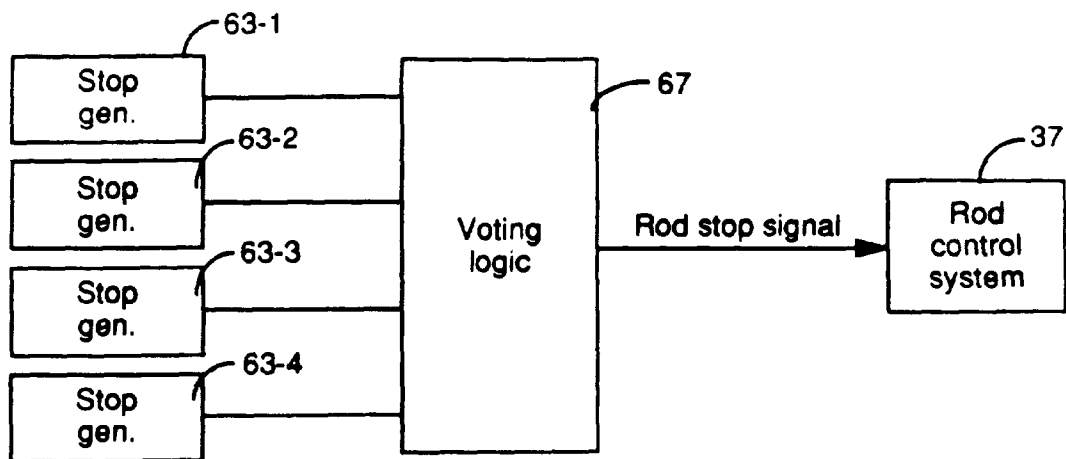 63-1
Stop
gen.
63-2
Stop
gen.
63-3
Stop
gen.
63-4
Stop
gen.
67
Voting
logic
Rod stop signal
37
Rod
control
system